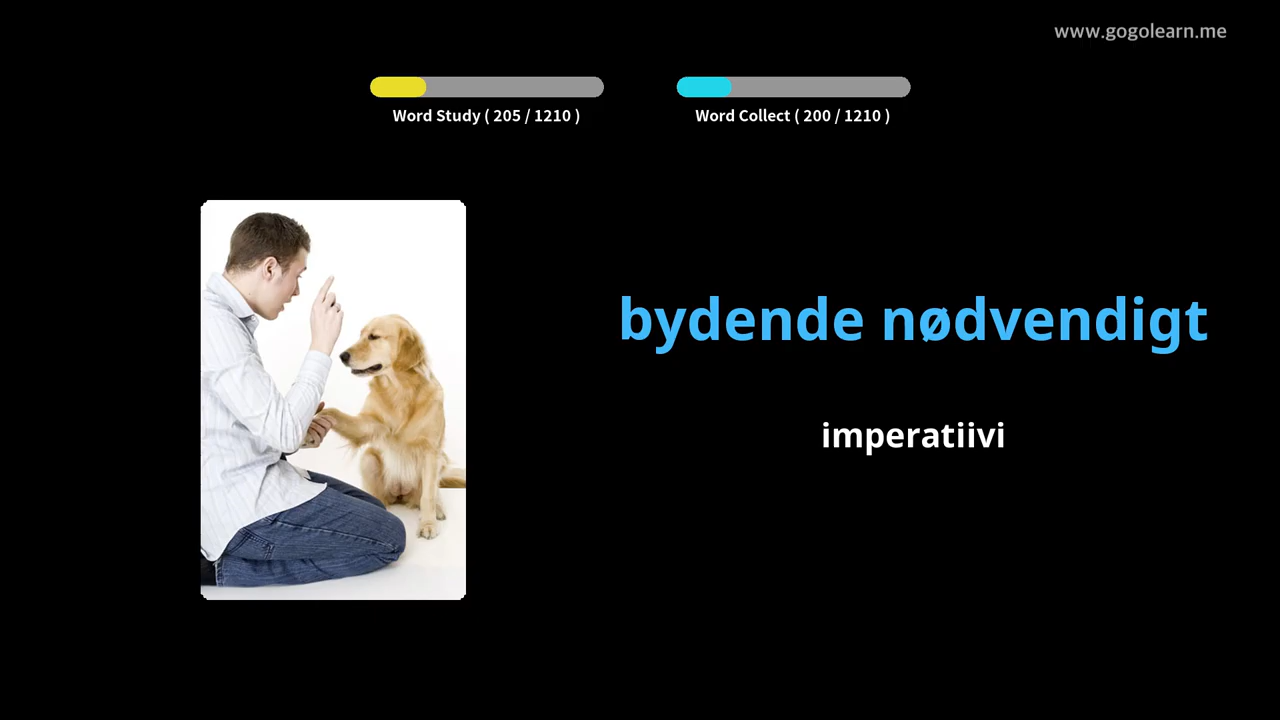 www.gogolearn.me
Word Study ( 205 / 1210 )
Word Collect ( 200 / 1210 )
bydende nødvendigt
imperatiivi